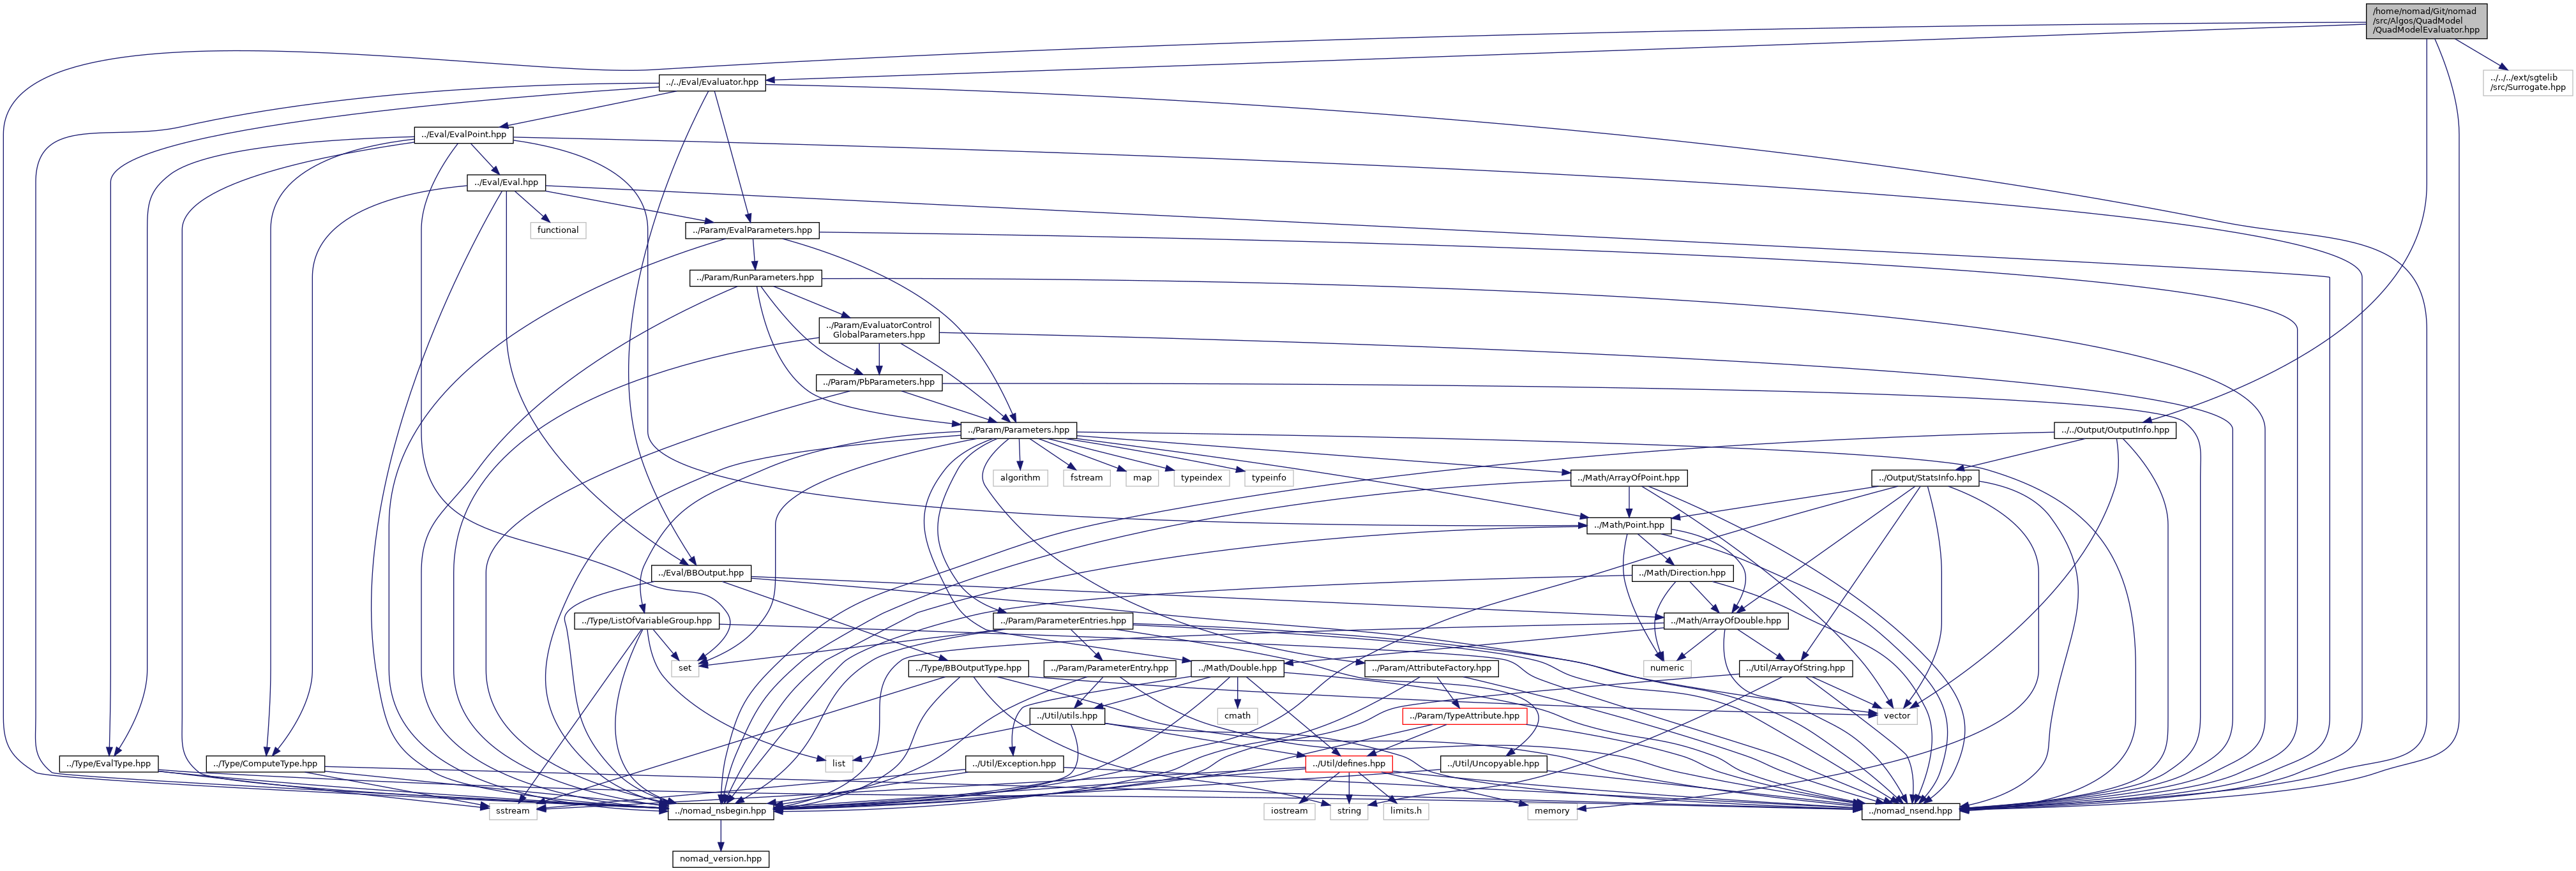 /home/nomad/Git/nomad
/src/Algos/QuadModel
/QuadModelEvaluator.hpp
../../Eval/Evaluator.hpp
../../../ext/sgtelib
/src/Surrogate.hpp
../Eval/EvalPoint.hpp
../Eval/Eval.hpp
functional
../Param/EvalParameters.hpp
../Param/RunParameters.hpp
../Param/EvaluatorControl
GlobalParameters.hpp
../Param/PbParameters.hpp
../Param/Parameters.hpp
../../Output/OutputInfo.hpp
algorithm
fstream
map
typeindex
typeinfo
../Math/ArrayOfPoint.hpp
../Output/StatsInfo.hpp
../Math/Point.hpp
../Eval/BBOutput.hpp
../Math/Direction.hpp
../Type/ListOfVariableGroup.hpp
../Param/ParameterEntries.hpp
../Math/ArrayOfDouble.hpp
set
../Type/BBOutputType.hpp
../Param/ParameterEntry.hpp
../Math/Double.hpp
../Param/AttributeFactory.hpp
numeric
../Util/ArrayOfString.hpp
../Util/utils.hpp
cmath
../Param/TypeAttribute.hpp
vector
../Type/EvalType.hpp
../Type/ComputeType.hpp
list
../Util/Exception.hpp
../Util/defines.hpp
../Util/Uncopyable.hpp
sstream
../nomad_nsbegin.hpp
iostream
string
limits.h
memory
../nomad_nsend.hpp
nomad_version.hpp